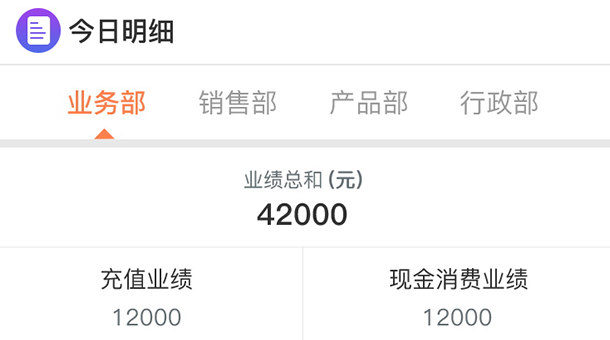 今日明细
业务部 销售部 产品部 行政部
业绩总和 (元)
42000
充值业绩 现金消费业绩
12000 12000